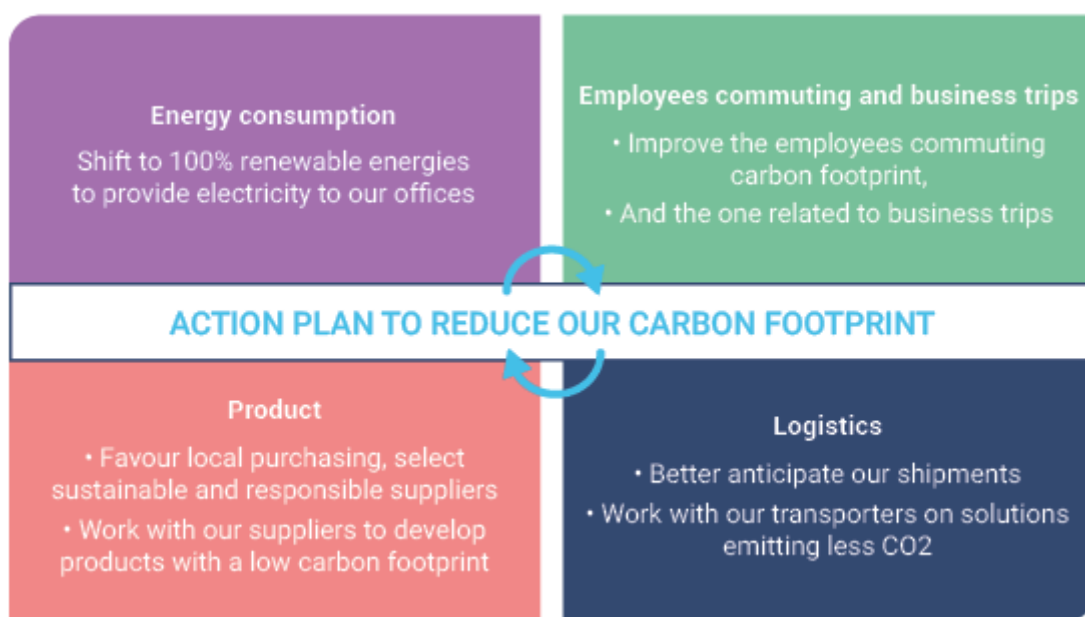 Energy consumption
Shift to 100% renewable energies
to provide electricity to our offices
Employees commuting and business trips
• Improve the employees commuting
carbon footprint,
• And the one related to business trips
ACTION PLAN TO REDUCE OUR CARBON FOOTPRINT
Product
• Favour local purchasing, select
sustainable and responsible suppliers
• Work with our suppliers to develop
products with a low carbon footprint
Logistics
• Better anticipate our shipments
• Work with our transporters on solutions
emitting less CO2